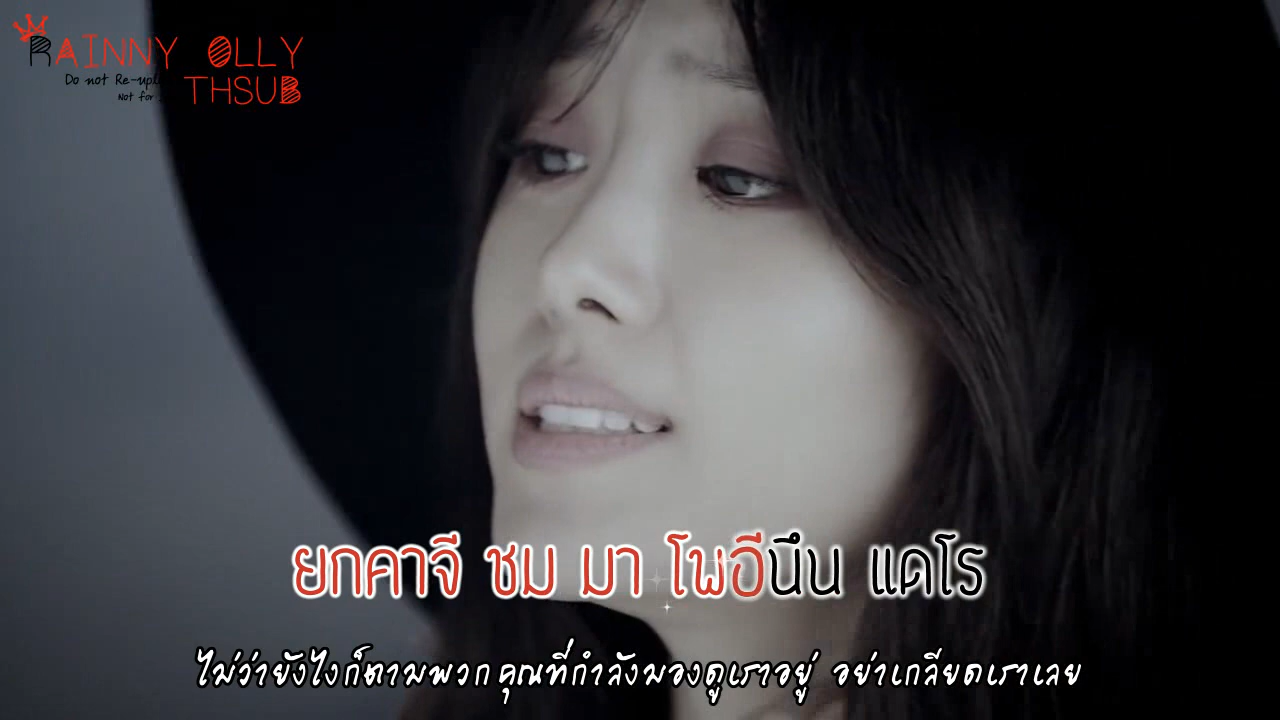 RAINNY OLLY
Do not Re-upl
THSUB
Not for
ยกคาจี ชม มา โพอีนึน แดโร
ไม่ว่ายังไงก็ตามพวกคุณที่กำลังมองดูเราอยู่ อย่าเกลียดเราเลย